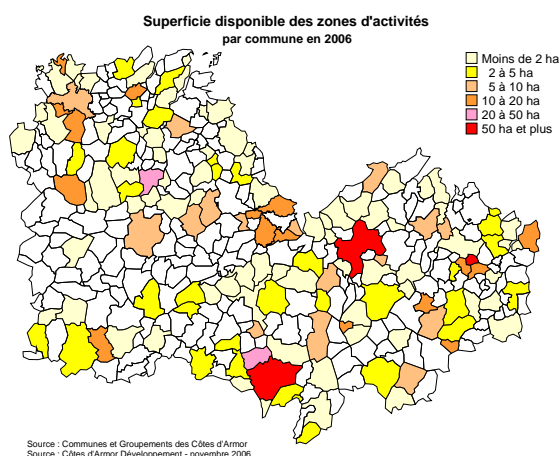 Superficie disponible des zones d'activités
par commune en 2006
Moins de 2 ha
2 à 5 ha
5 à 10 ha
10 à 20 ha
20 à 50 ha
50 ha et plus
Source : Communes et Groupements des Côtes d'Armor
Source : Côtes d'Armor Développement - novembre 2006